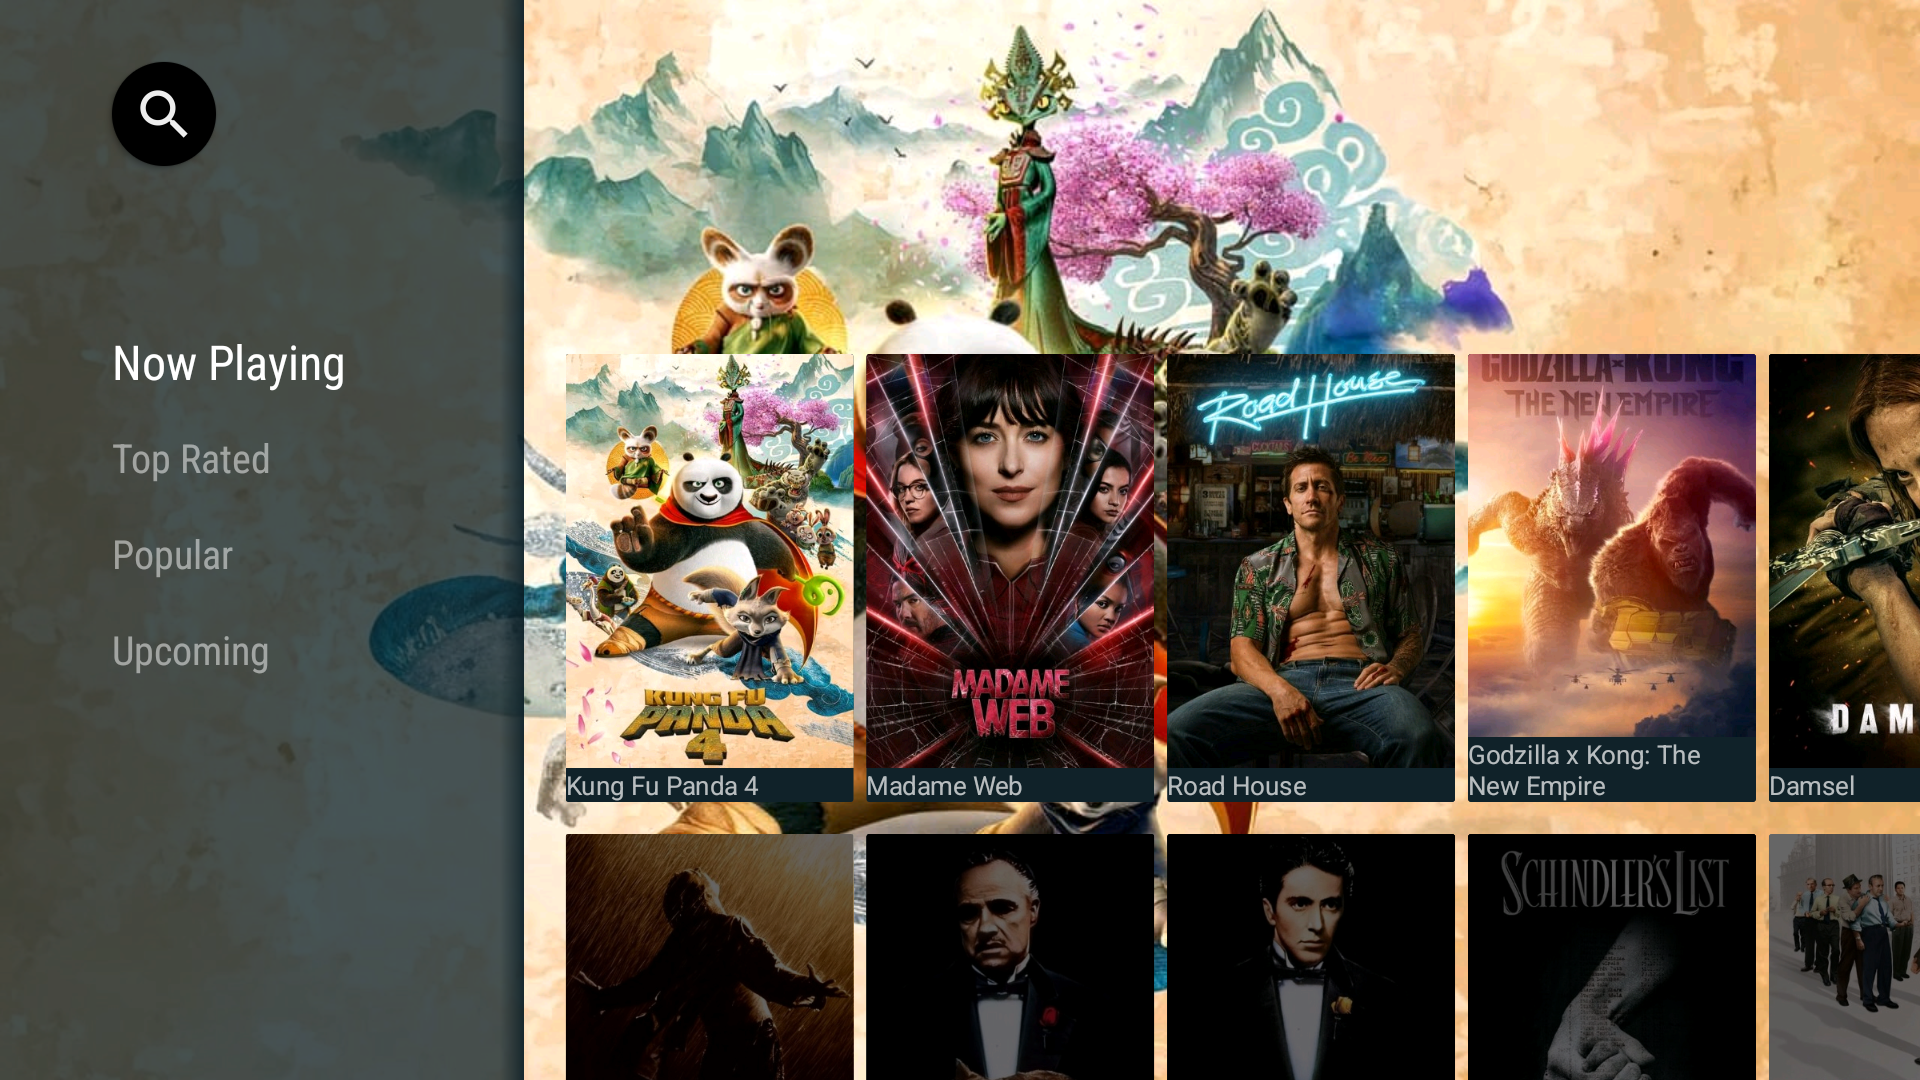 Now Playing
Top Rated
Popular
Upcoming
KUNG FU
PANDA
4
Kung Fu Panda 4
MADAME
WEB
Madame Web
Road House
Road House
GODZILLA x KONG
THE NEW EMPIRE
Godzilla x Kong: The
New Empire
DAM
Damsel
SCHINDLER'S LIST